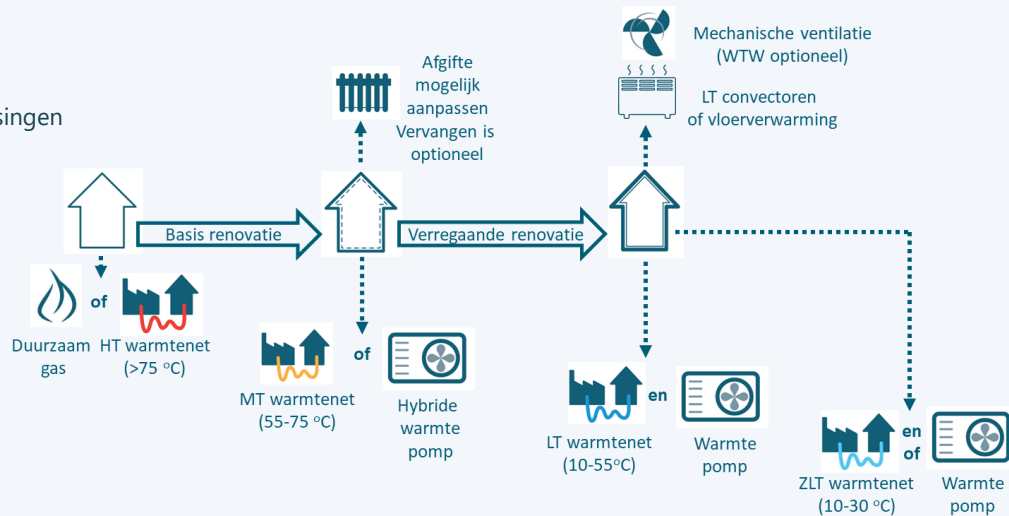 Mechanische ventilatie
(WTW optioneel)
Afgifte
mogelijk
aanpassen
Vervangen is
optioneel
LT convectoren
of vloerverwarming
Basis renovatie
Verregaande renovatie
of
Duurzaam
gas
HT warmtenet
(>75 °C)
of
MT warmtenet
(55-75 °C)
Hybride
warmte
pomp
en
LT warmtenet
(10-55°C)
Warmte
pomp
en
of
ZLT warmtenet
(10-30 °C)
Warmte
pomp